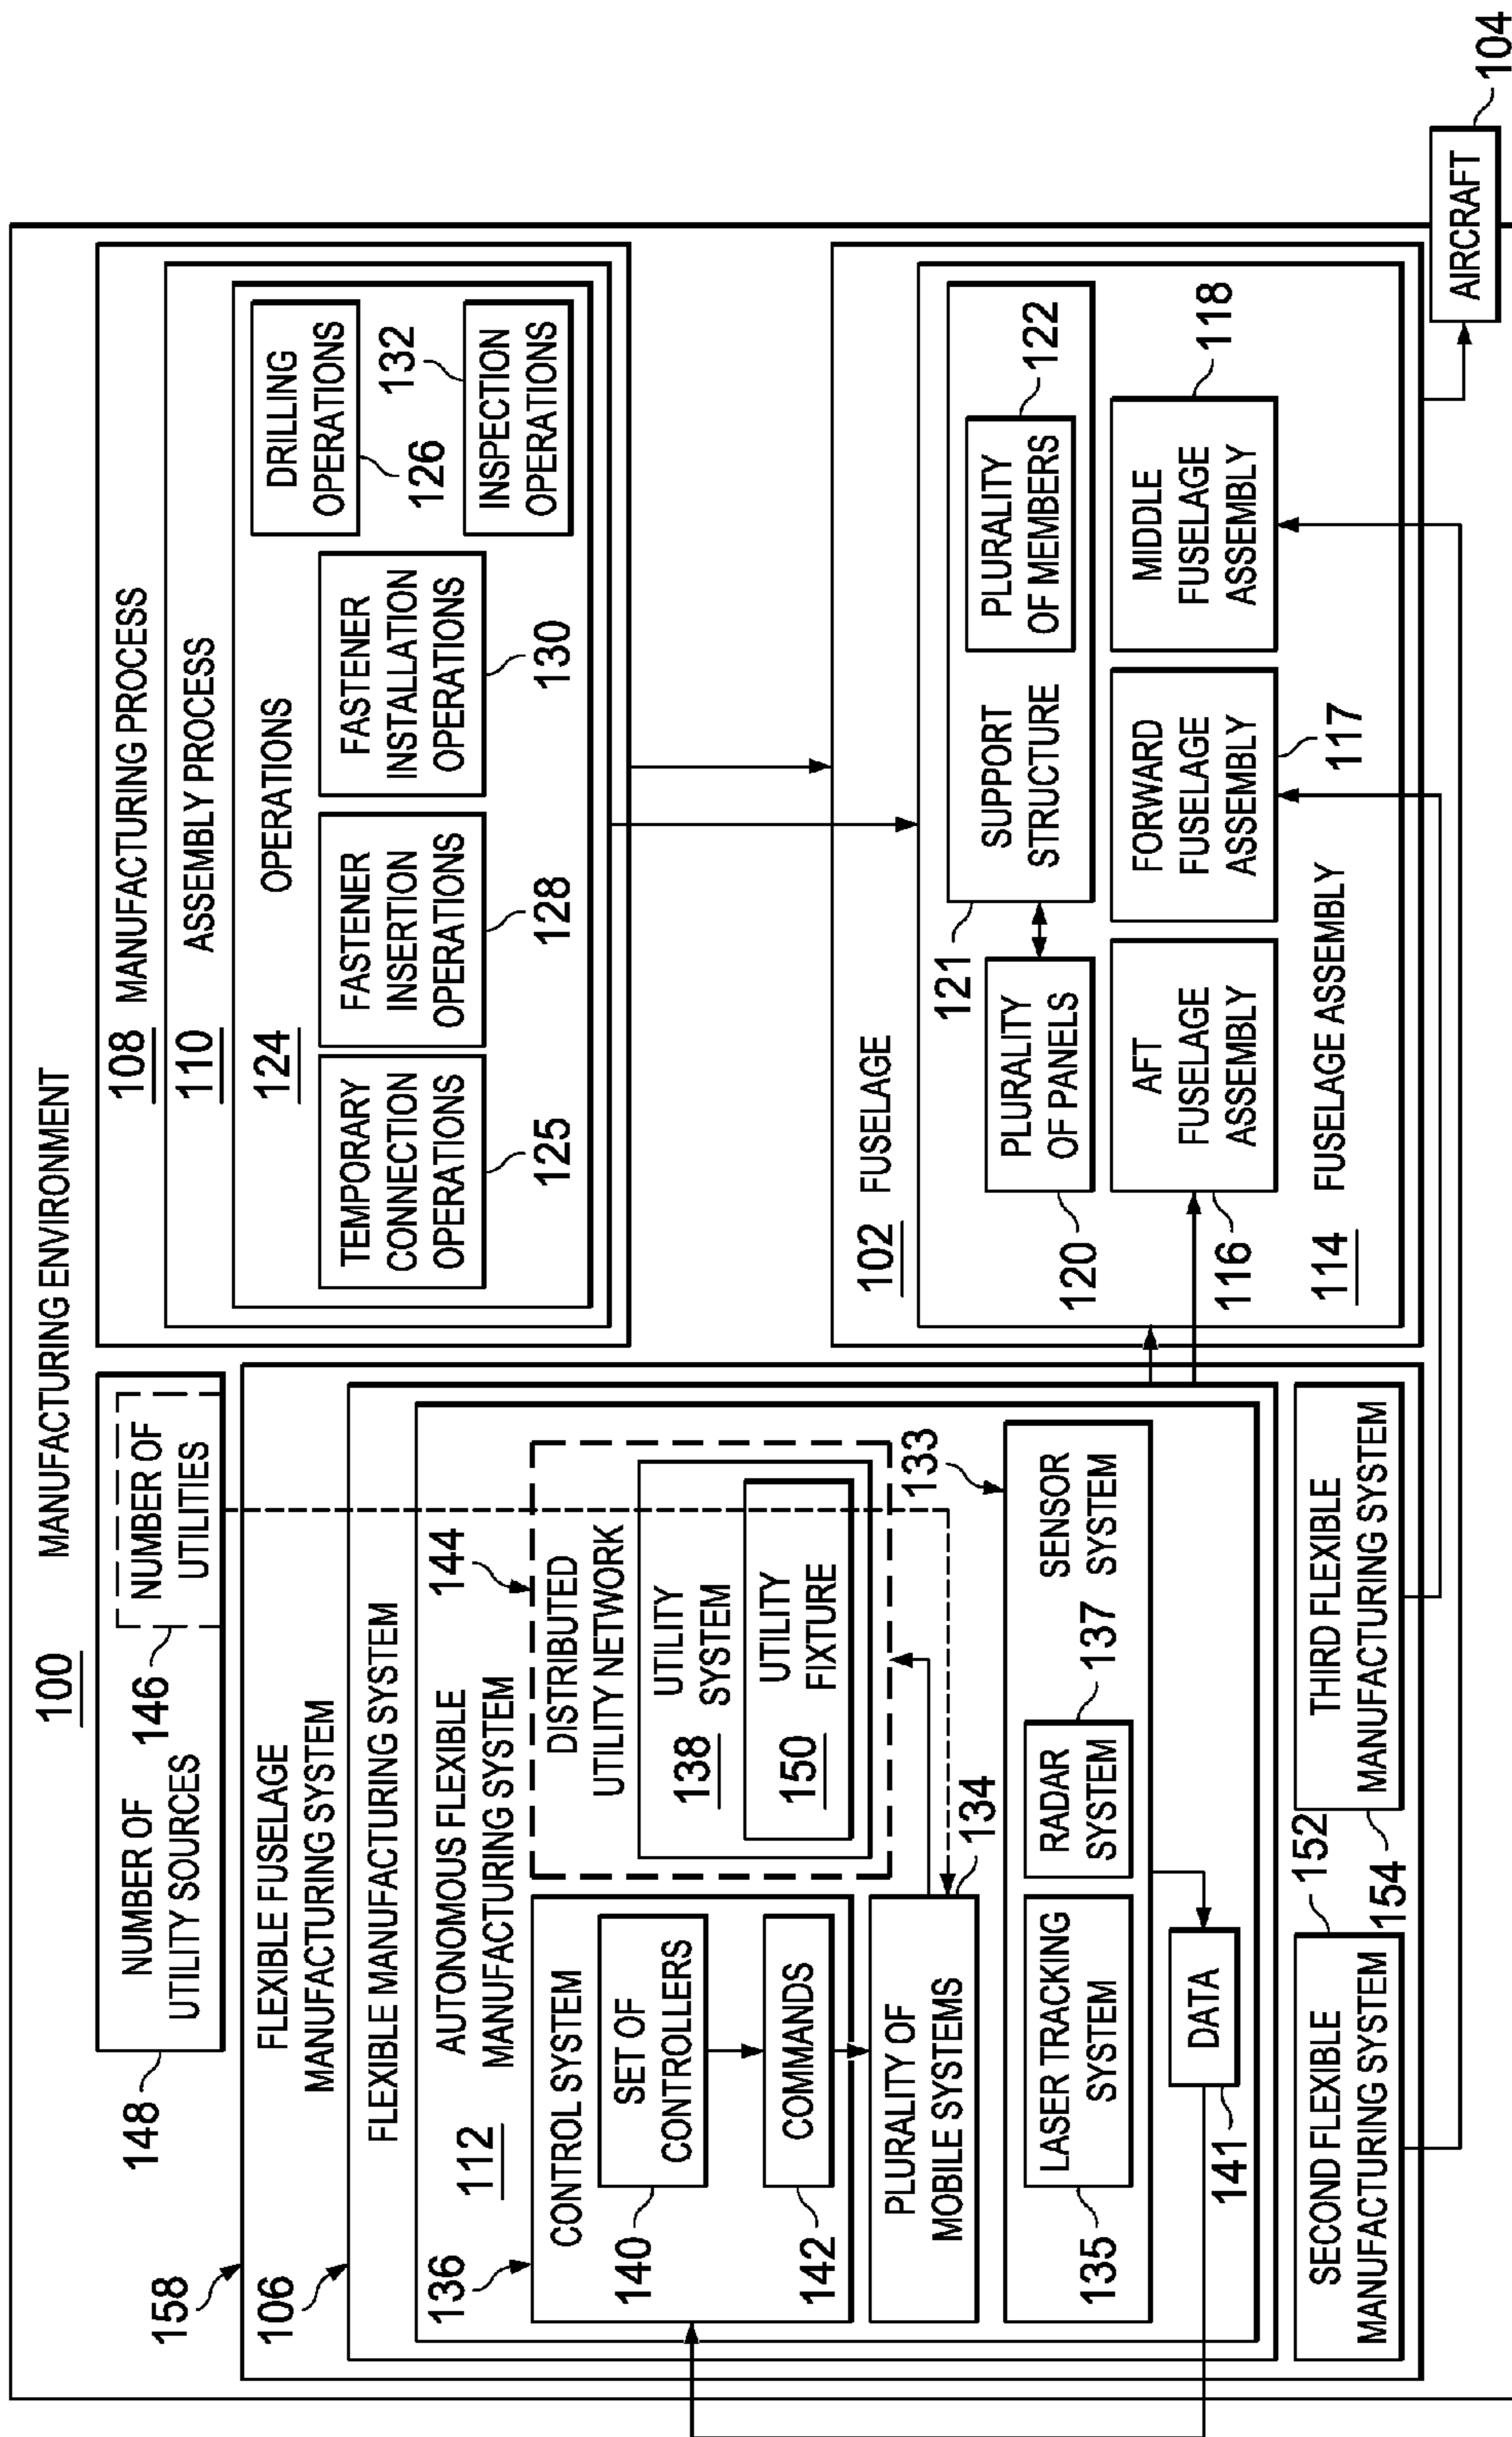 MANUFACTURING ENVIRONMENT
100
NUMBER OF
UTILITY SOURCES
148
NUMBER OF
UTILITIES
146
158
FLEXIBLE FUSELAGE
MANUFACTURING SYSTEM
106
FLEXIBLE MANUFACTURING SYSTEM
AUTONOMOUS FLEXIBLE
MANUFACTURING SYSTEM
112
136
CONTROL SYSTEM
SET OF
CONTROLLERS
140
COMMANDS
142
144
DISTRIBUTED
UTILITY NETWORK
UTILITY
SYSTEM
138
UTILITY
FIXTURE
150
PLURALITY OF
MOBILE SYSTEMS
134
133
SENSOR
SYSTEM
LASER TRACKING
SYSTEM
135
RADAR
SYSTEM
137
DATA
141
SECOND FLEXIBLE
MANUFACTURING SYSTEM
152
THIRD FLEXIBLE
MANUFACTURING SYSTEM
154
108
MANUFACTURING PROCESS
110
ASSEMBLY PROCESS
124
OPERATIONS
TEMPORARY
CONNECTION
OPERATIONS
125
FASTENER
INSERTION
OPERATIONS
128
FASTENER
INSTALLATION
OPERATIONS
130
DRILLING
OPERATIONS
126
132
INSPECTION
OPERATIONS
102
FUSELAGE
PLURALITY
OF PANELS
120
121
SUPPORT
STRUCTURE
PLURALITY
OF MEMBERS
122
AFT
FUSELAGE
ASSEMBLY
116
FORWARD
FUSELAGE
ASSEMBLY
117
MIDDLE
FUSELAGE
ASSEMBLY
118
114
FUSELAGE ASSEMBLY
AIRCRAFT
104